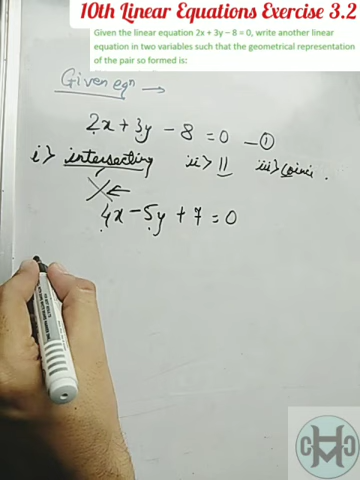 10th Linear Equations Exercise 3.2
Given the linear equation 2x + 3y – 8 = 0, write another linear
equation in two variables such that the geometrical representation
of the pair so formed is:
Given eqn →
2x + 3y - 8 = 0 — ①
i> intersecting ii> || iii> coinci.
4x - 5y + 7 = 0